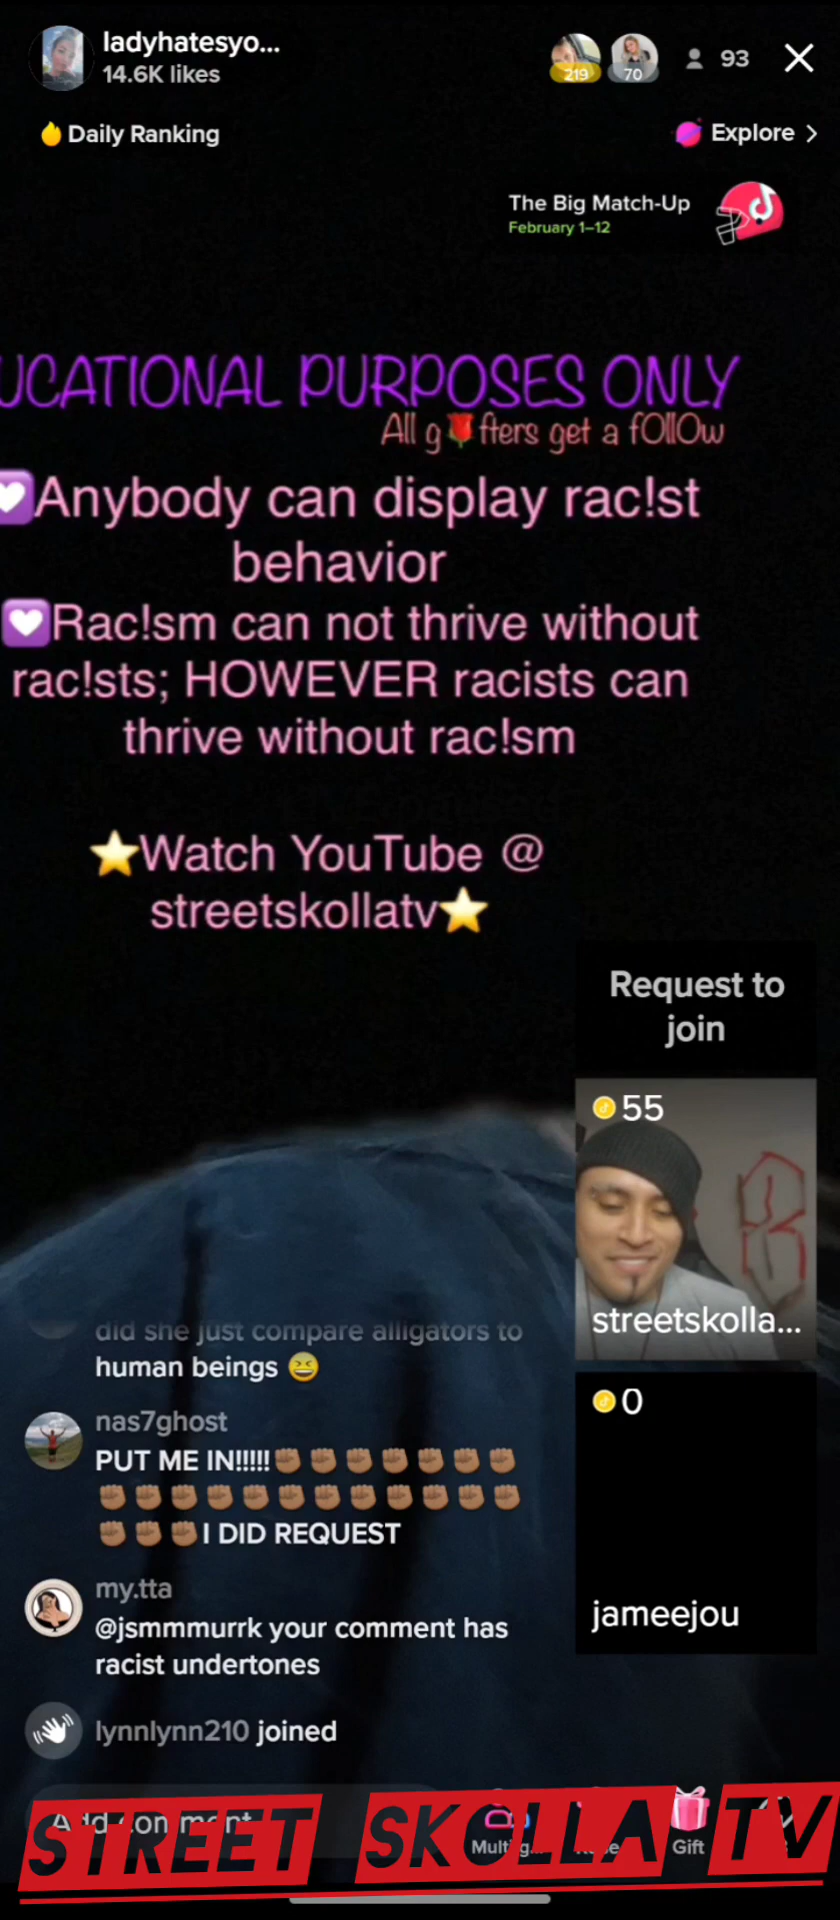 ladyhatesyo...
14.6K likes
219
70
93
Daily Ranking
Explore >
The Big Match-Up
February 1–12
UCATIONAL PURPOSES ONLY
All g🌹fters get a fOllOw
💟Anybody can display rac!st
behavior
💟Rac!sm can not thrive without
rac!sts; HOWEVER racists can
thrive without rac!sm
⭐Watch YouTube @
streetskollatv⭐
Request to
join
55
streetskolla...
0
jameejou
did she just compare alligators to
human beings 😆
nas7ghost
PUT ME IN!!!!!✊🏽✊🏽✊🏽✊🏽✊🏽✊🏽✊🏽
✊🏽✊🏽✊🏽✊🏽✊🏽✊🏽✊🏽✊🏽✊🏽✊🏽✊🏽✊🏽
✊🏽✊🏽✊🏽I DID REQUEST
my.tta
@jsmmmurrk your comment has
racist undertones
lynnlynn210 joined
Add comment
Gift
STREET SKOLLA TV